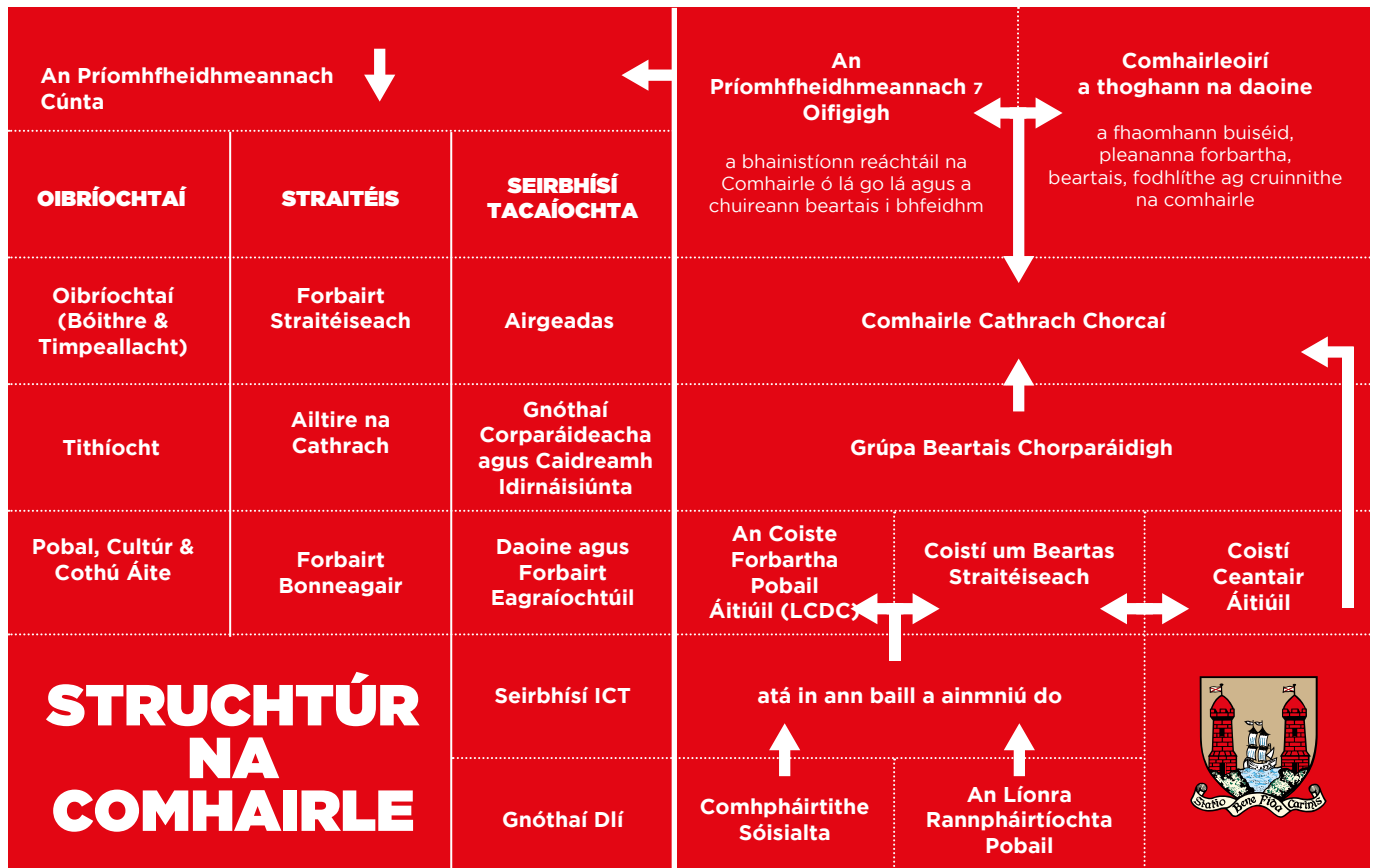 An Príomhfheidhmeannach
Cúnta
OIBRÍOCHTAÍ
STRAITÉIS
SEIRBHÍSÍ
TACAÍOCHTA
Oibríochtaí
(Bóithre &
Timpeallacht)
Forbairt
Straitéiseach
Airgeadas
Tithíocht
Ailtire na
Cathrach
Gnóthaí
Corparáideacha
agus Caidreamh
Idirnáisiúnta
Pobal, Cultúr &
Cothú Áite
Forbairt
Bonneagair
Daoine agus
Forbairt
Eagraíochtúil
STRUCHTÚR
NA
COMHAIRLE
Seirbhísí ICT
Gnóthaí Dlí
An
Príomhfheidhmeannach 7
Oifigigh
a bhainistíonn reáchtáil na
Comhairle ó lá go lá agus a
chuireann beartais i bhfeidhm
Comhairleoirí
a thoghann na daoine
a fhaomhann buiséid,
pleananna forbartha,
beartais, fodhlíthe ag cruinnithe
na comhairle
Comhairle Cathrach Chorcaí
Grúpa Beartais Chorparáidigh
An Coiste
Forbartha
Pobail
Áitiúil (LCDC)
Coistí um Beartas
Straitéiseach
Coistí
Ceantair
Áitiúil
atá in ann baill a ainmniú do
Comhpháirtithe
Sóisialta
An Líonra
Rannpháirtíochta
Pobail
Statio Bene Fida Carinis